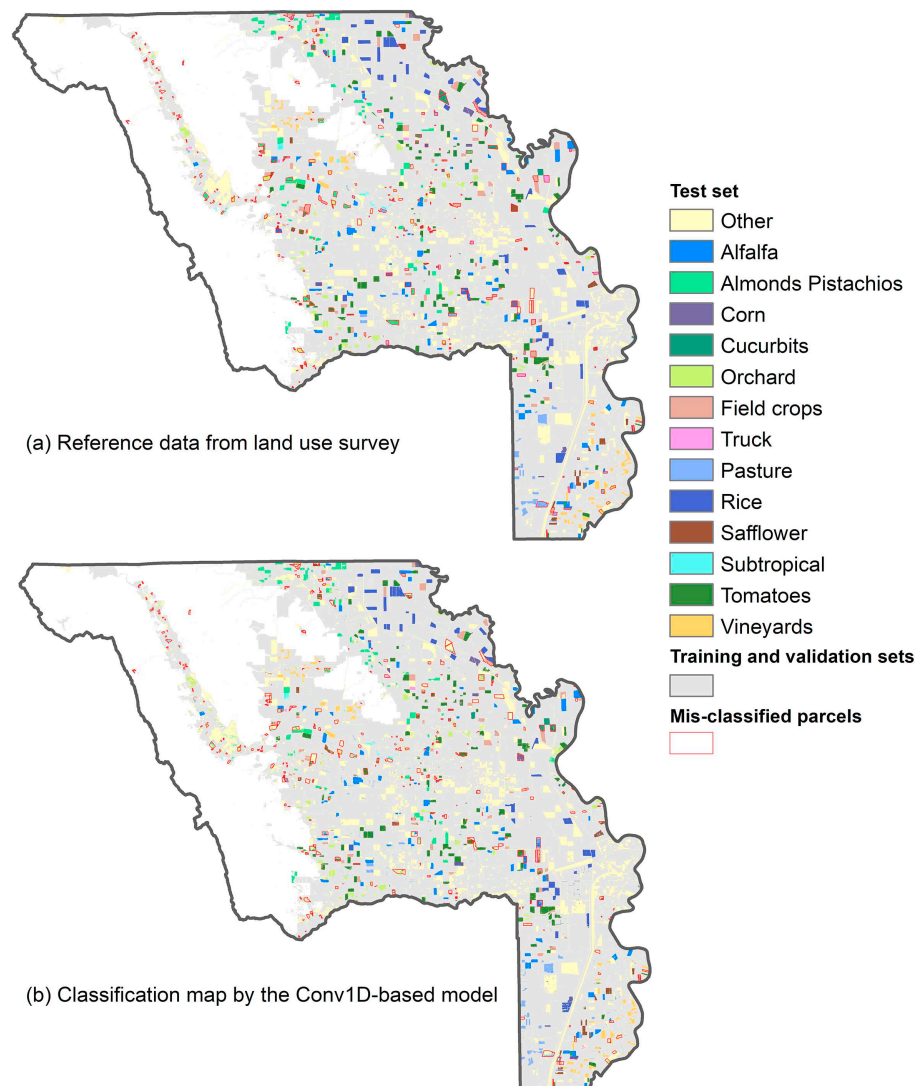 (a) Reference data from land use survey
Test set
Other
Alfalfa
Almonds Pistachios
Corn
Cucurbits
Orchard
Field crops
Truck
Pasture
Rice
Safflower
Subtropical
Tomatoes
Vineyards
Training and validation sets
Mis-classified parcels
(b) Classification map by the Conv1D-based model